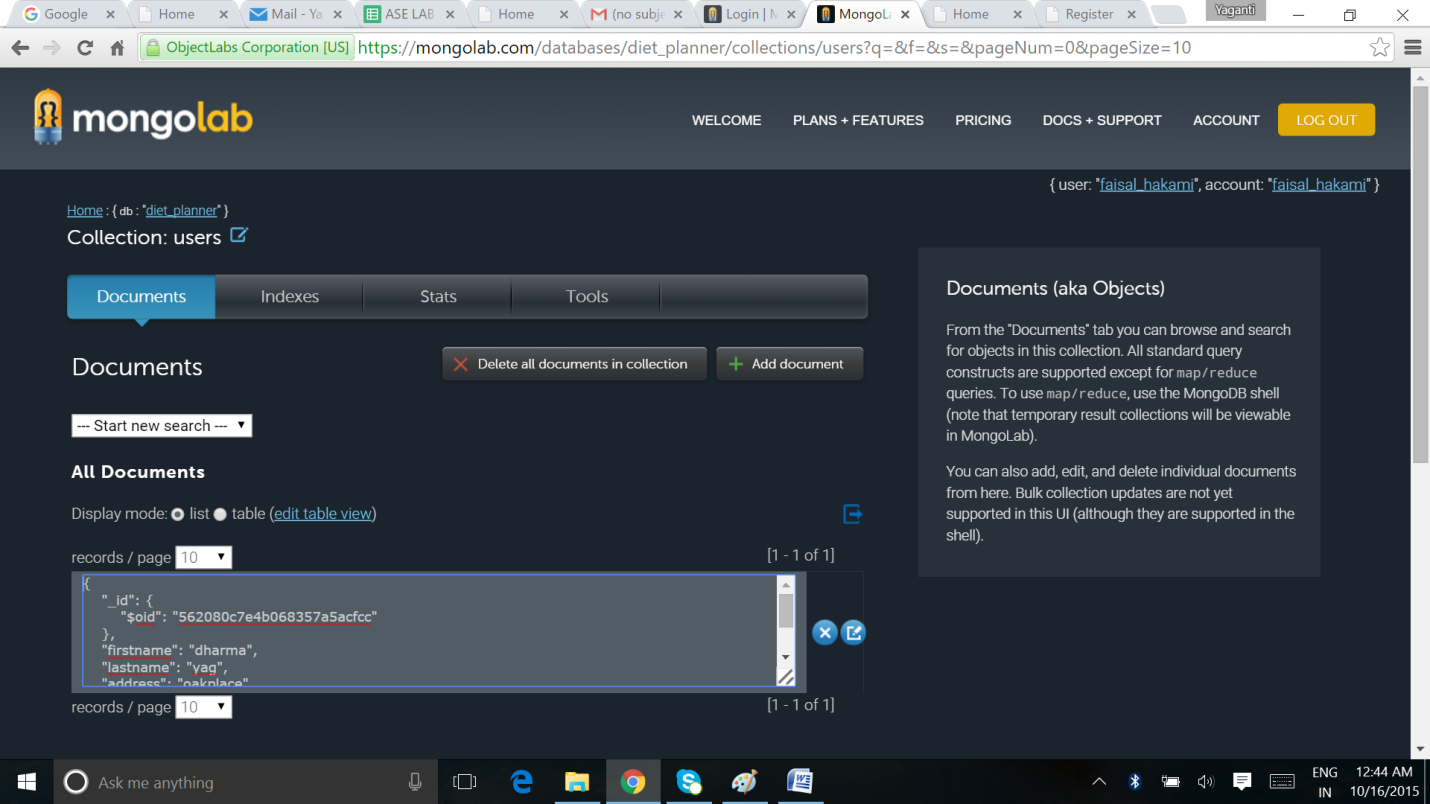 Google
Home
Mail - Ya
ASE LAB
Home
(no subje
Login | M
MongoLa
Home
Register
Yaganti
ObjectLabs Corporation [US]
https://mongolab.com/databases/diet_planner/collections/users?q=&f=&s=&pageNum=0&pageSize=10
mongolab
WELCOME
PLANS + FEATURES
PRICING
DOCS + SUPPORT
ACCOUNT
LOG OUT
{ user: "faisal_hakami", account: "faisal_hakami" }
Home : { db : "diet_planner" }
Collection: users
Documents
Indexes
Stats
Tools
Documents
Delete all documents in collection
Add document
--- Start new search ---
All Documents
Display mode: list table (edit table view)
records / page 10
[1 - 1 of 1]
{
"_id": {
"$oid": "562080c7e4b068357a5acfcc"
},
"firstname": "dharma",
"lastname": "yag",
"address": "oakplace"
records / page 10
[1 - 1 of 1]
Documents (aka Objects)
From the "Documents" tab you can browse and search
for objects in this collection. All standard query
constructs are supported except for map/reduce
queries. To use map/reduce, use the MongoDB shell
(note that temporary result collections will be viewable
in MongoLab).
You can also add, edit, and delete individual documents
from here. Bulk collection updates are not yet
supported in this UI (although they are supported in the
shell).
Ask me anything
ENG
IN
12:44 AM
10/16/2015